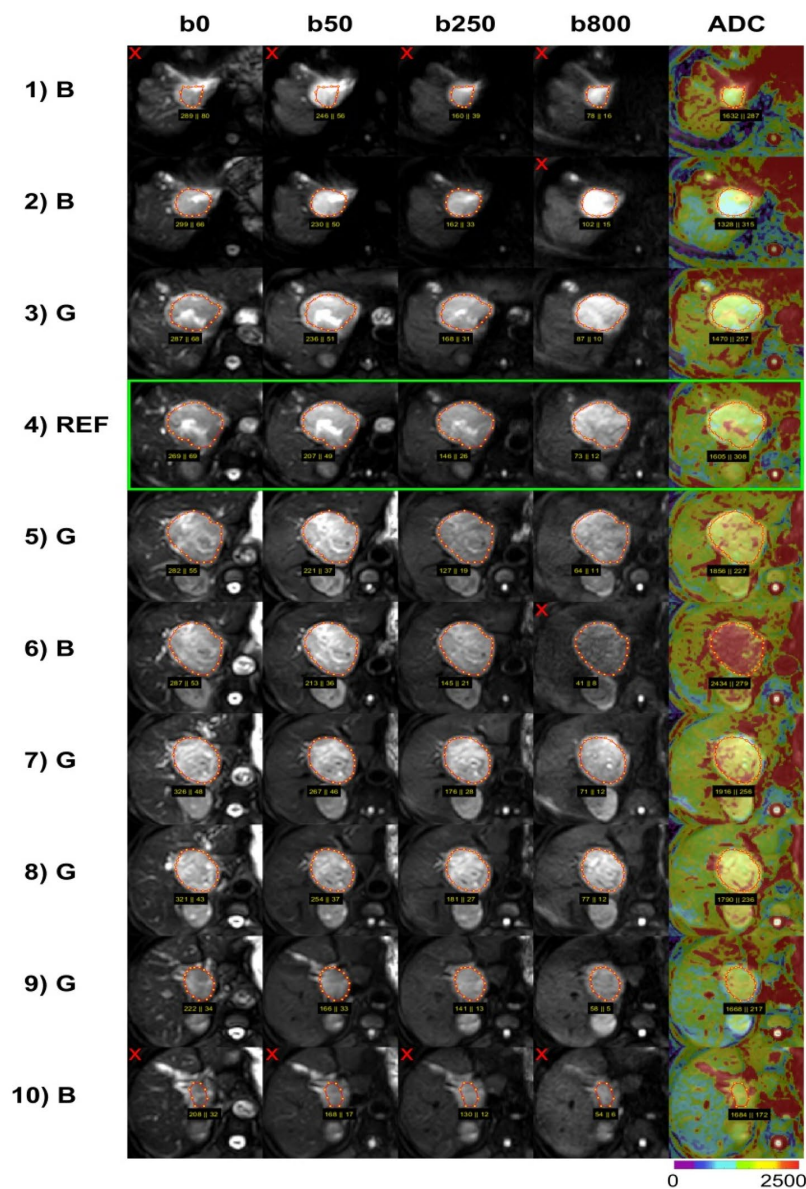 b0 b50 b250 b800 ADC
1) B
X X X X
289 || 80 246 || 56 160 || 39 78 || 16 1632 || 287
2) B
X
299 || 66 230 || 50 162 || 33 102 || 15 1328 || 315
3) G
287 || 68 236 || 51 168 || 31 87 || 10 1470 || 257
4) REF
269 || 69 207 || 49 146 || 26 73 || 12 1605 || 308
5) G
282 || 55 221 || 37 127 || 19 64 || 11 1856 || 227
6) B
X
287 || 53 213 || 36 145 || 21 41 || 8 2434 || 279
7) G
326 || 48 267 || 46 176 || 28 71 || 12 1916 || 256
8) G
321 || 43 254 || 37 181 || 27 77 || 12 1790 || 236
9) G
222 || 34 166 || 33 141 || 13 58 || 5 1668 || 217
10) B
X X X X
208 || 32 168 || 17 130 || 12 54 || 6 1684 || 172
0 2500